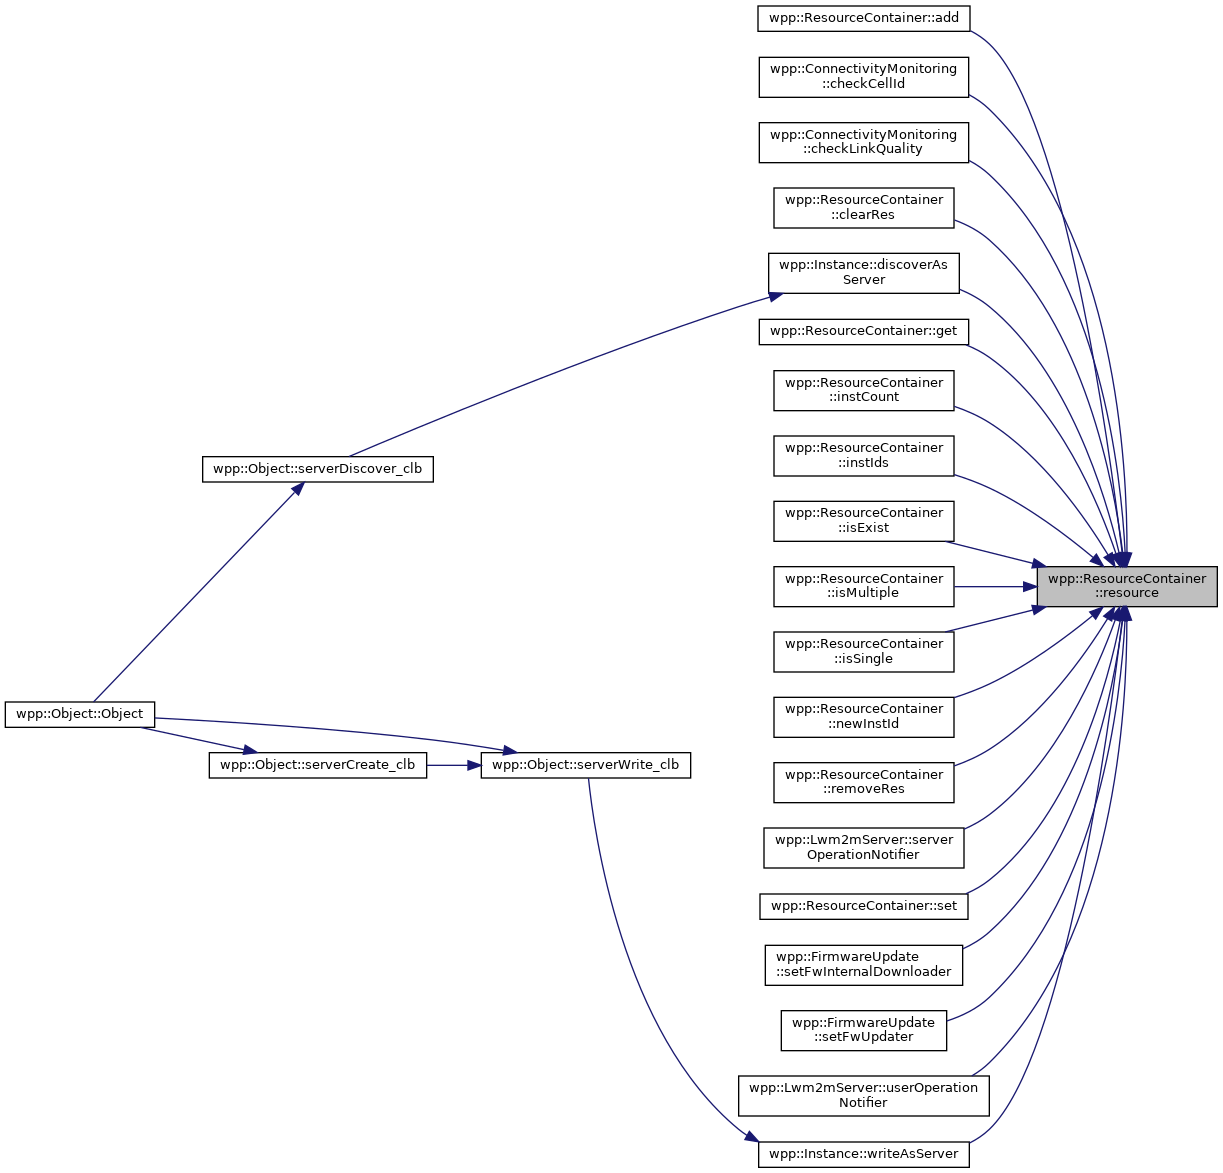 wpp::ResourceContainer::add
wpp::ConnectivityMonitoring
::checkCellId
wpp::ConnectivityMonitoring
::checkLinkQuality
wpp::ResourceContainer
::clearRes
wpp::Instance::discoverAs
Server
wpp::ResourceContainer::get
wpp::ResourceContainer
::instCount
wpp::ResourceContainer
::instIds
wpp::Object::serverDiscover_clb
wpp::ResourceContainer
::isExist
wpp::ResourceContainer
::isMultiple
wpp::ResourceContainer
::resource
wpp::ResourceContainer
::isSingle
wpp::ResourceContainer
::newInstId
wpp::Object::Object
wpp::Object::serverCreate_clb
wpp::Object::serverWrite_clb
wpp::ResourceContainer
::removeRes
wpp::Lwm2mServer::server
OperationNotifier
wpp::ResourceContainer::set
wpp::FirmwareUpdate
::setFwInternalDownloader
wpp::FirmwareUpdate
::setFwUpdater
wpp::Lwm2mServer::userOperation
Notifier
wpp::Instance::writeAsServer